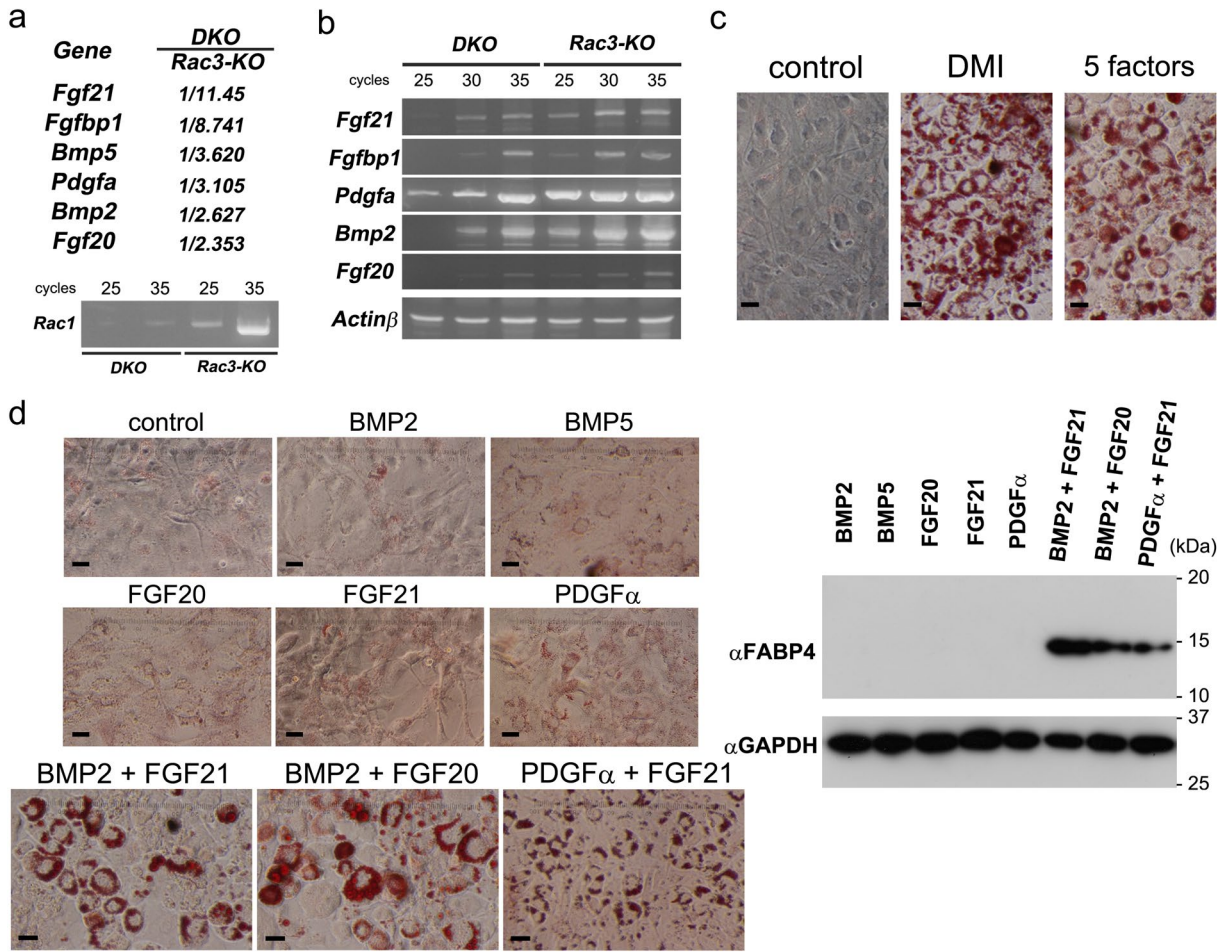 a
Gene DKO
Rac3-KO
Fgf21 1/11.45
Fgfbp1 1/8.741
Bmp5 1/3.620
Pdgfa 1/3.105
Bmp2 1/2.627
Fgf20 1/2.353
cycles 25 35 25 35
Rac1
DKO Rac3-KO
b
DKO Rac3-KO
cycles 25 30 35 25 30 35
Fgf21
Fgfbp1
Pdgfa
Bmp2
Fgf20
Actinβ
c
control DMI 5 factors
d
control BMP2 BMP5
FGF20 FGF21 PDGFα
BMP2 + FGF21 BMP2 + FGF20 PDGFα + FGF21
BMP2
BMP5
FGF20
FGF21
PDGFα
BMP2 + FGF21
BMP2 + FGF20
PDGFα + FGF21
(kDa)
20
αFABP4 15
10
37
αGAPDH
25